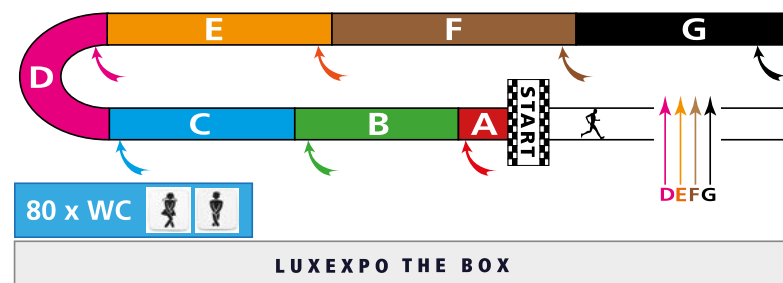 E F G
D
C B A START
DEFG
80 x WC
LUXEXPO THE BOX